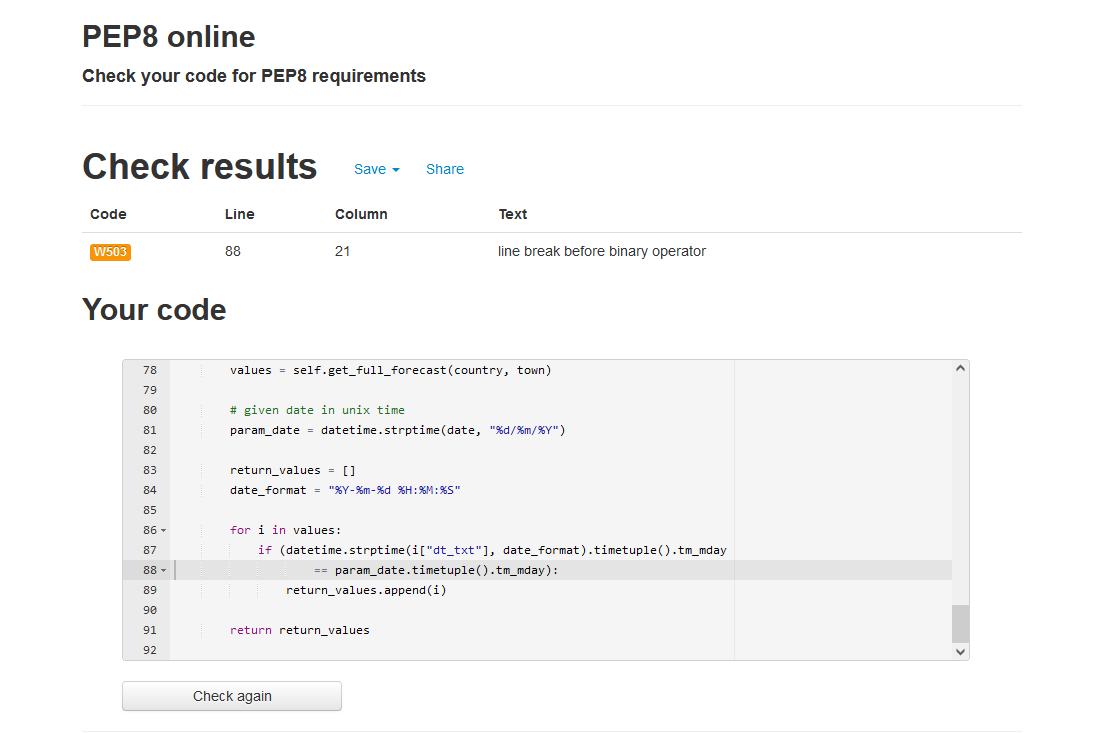 PEP8 online
Check your code for PEP8 requirements
Check results Save Share
Code Line Column Text
W503 88 21 line break before binary operator
Your code
78 values = self.get_full_forecast(country, town)
79
80 # given date in unix time
81 param_date = datetime.strptime(date, "%d/%m/%Y")
82
83 return_values = []
84 date_format = "%Y-%m-%d %H:%M:%S"
85
86 for i in values:
87 if (datetime.strptime(i["dt_txt"], date_format).timetuple().tm_mday
88 == param_date.timetuple().tm_mday):
89 return_values.append(i)
90
91 return return_values
92
Check again